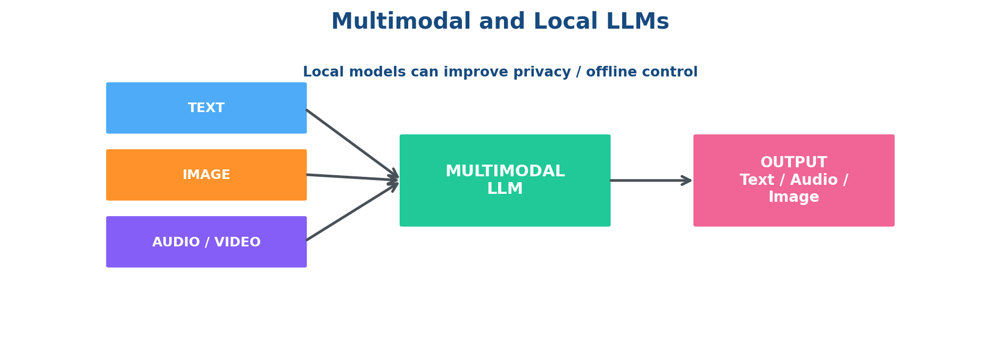 Multimodal and Local LLMs
Local models can improve privacy / offline control
TEXT
IMAGE
AUDIO / VIDEO
MULTIMODAL
LLM
OUTPUT
Text / Audio /
Image